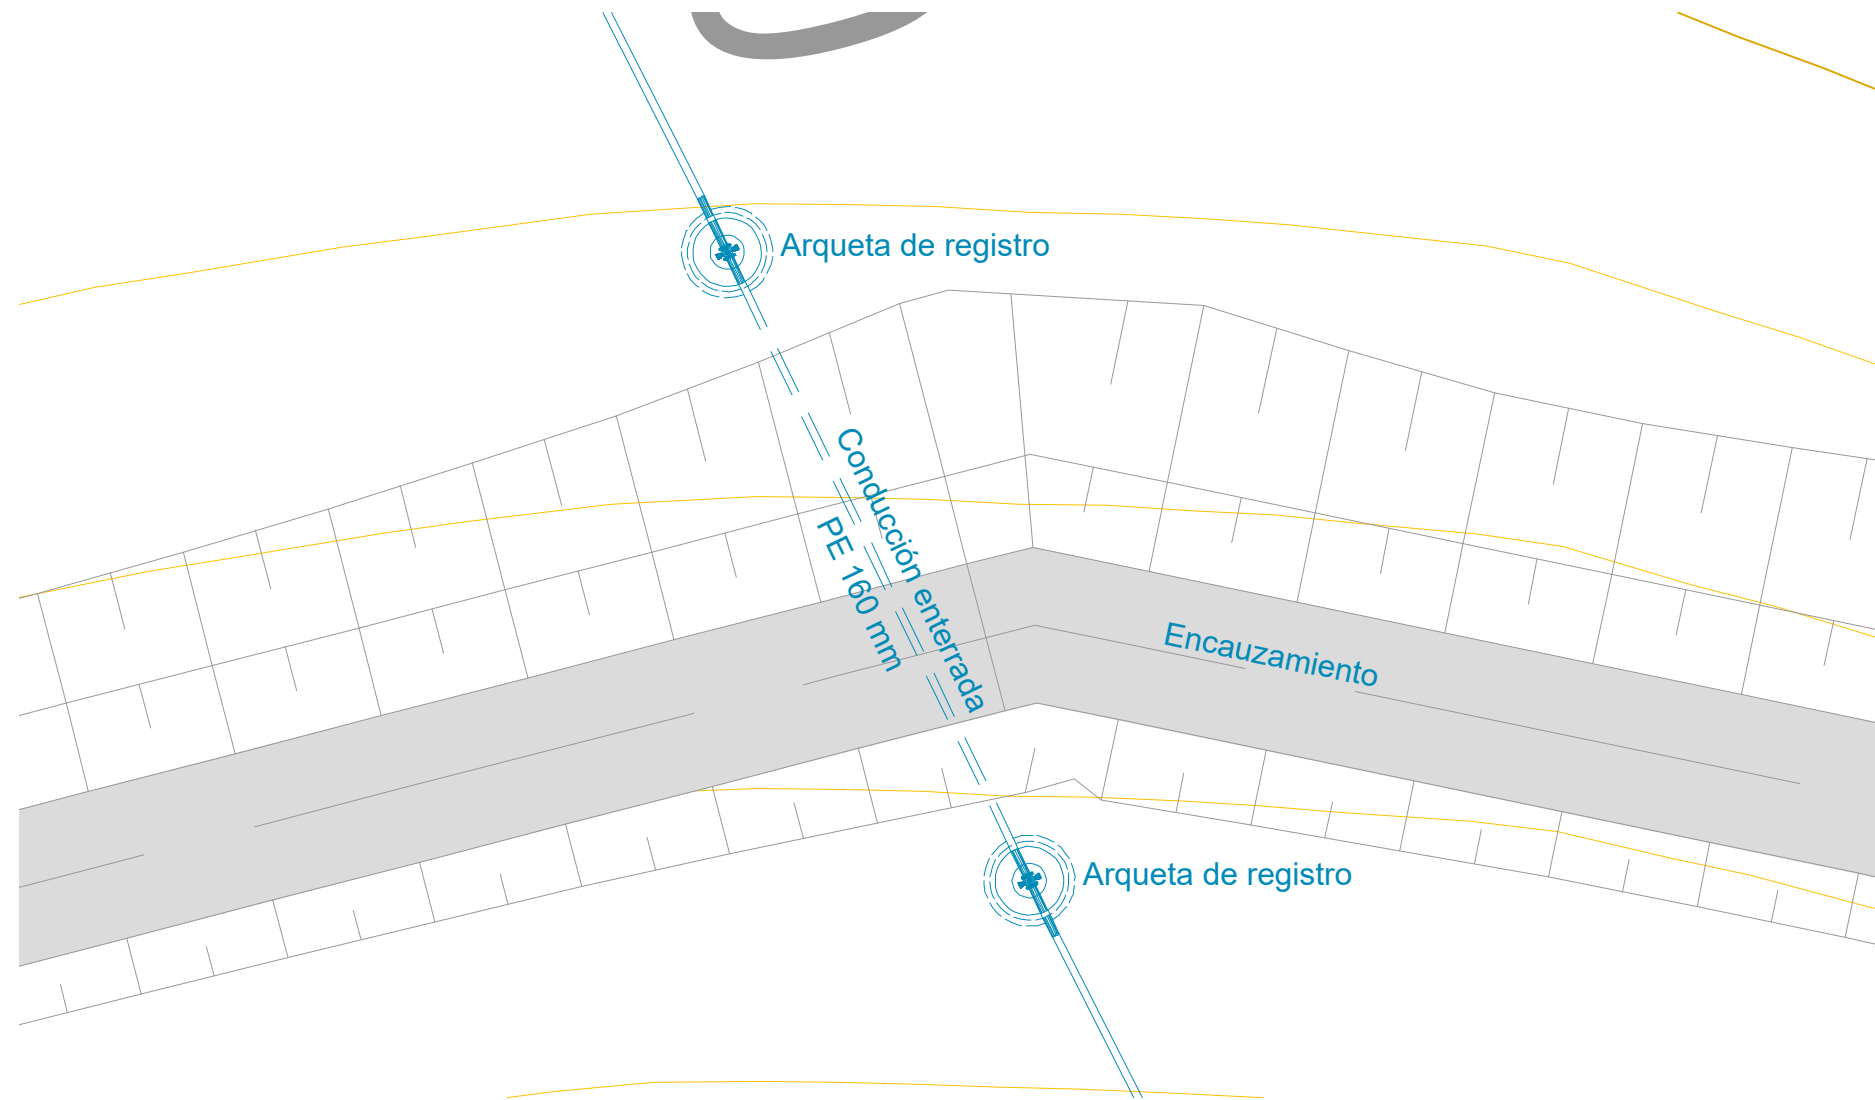 Arqueta de registro
Conducción enterrada
PE 160 mm
Encauzamiento
Arqueta de registro